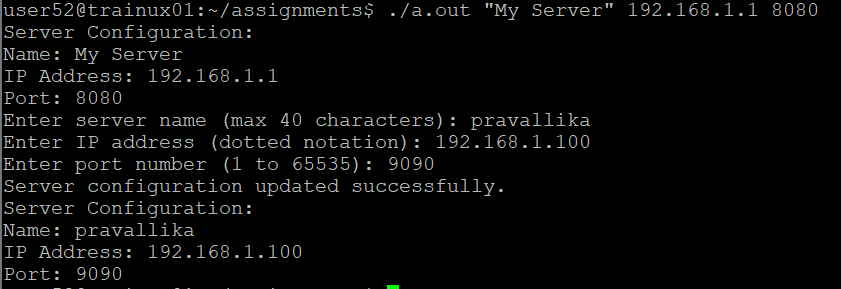 user52@trainux01:~/assignments$ ./a.out "My Server" 192.168.1.1 8080
Server Configuration:
Name: My Server
IP Address: 192.168.1.1
Port: 8080
Enter server name (max 40 characters): pravallika
Enter IP address (dotted notation): 192.168.1.100
Enter port number (1 to 65535): 9090
Server configuration updated successfully.
Server Configuration:
Name: pravallika
IP Address: 192.168.1.100
Port: 9090